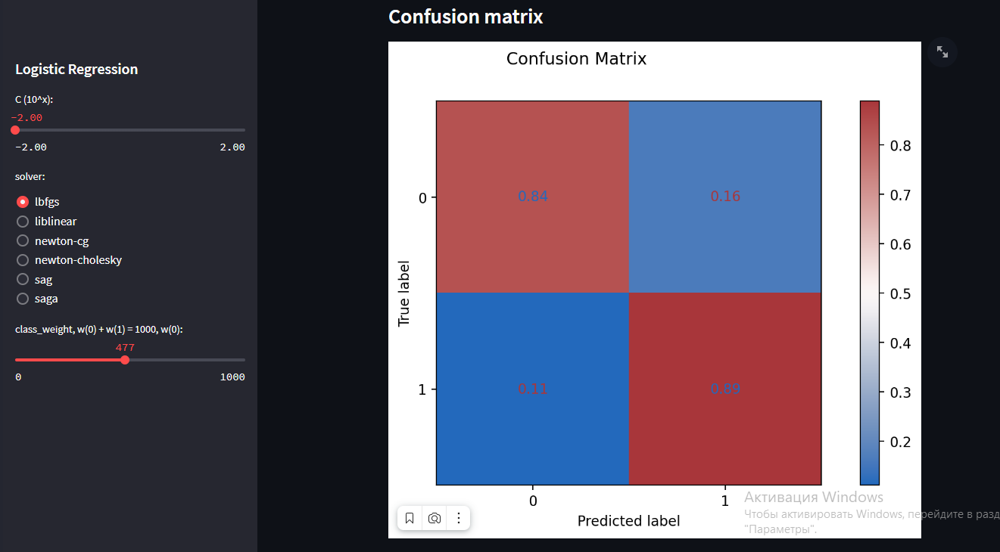 Logistic Regression
C (10^x):
-2.00
-2.00 2.00
solver:
lbfgs
liblinear
newton-cg
newton-cholesky
sag
saga
class_weight, w(0) + w(1) = 1000, w(0):
477
0 1000
Confusion matrix
Confusion Matrix
True label
0
1
0.84 0.16
0.11 0.89
0 1
Predicted label
0.8
0.7
0.6
0.5
0.4
0.3
0.2
Активация Windows
Чтобы активировать Windows, перейдите в разд
"Параметры".